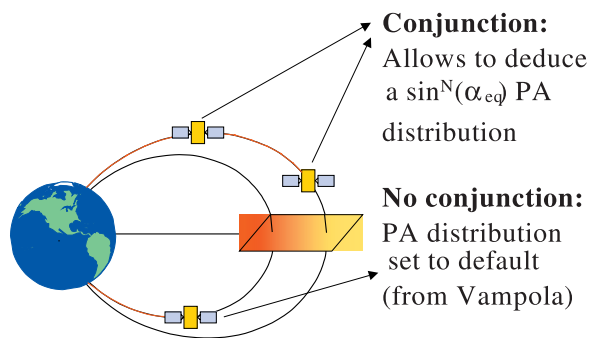 Conjunction:
Allows to deduce
a sinᴺ(αeq) PA
distribution
No conjunction:
PA distribution
set to default
(from Vampola)